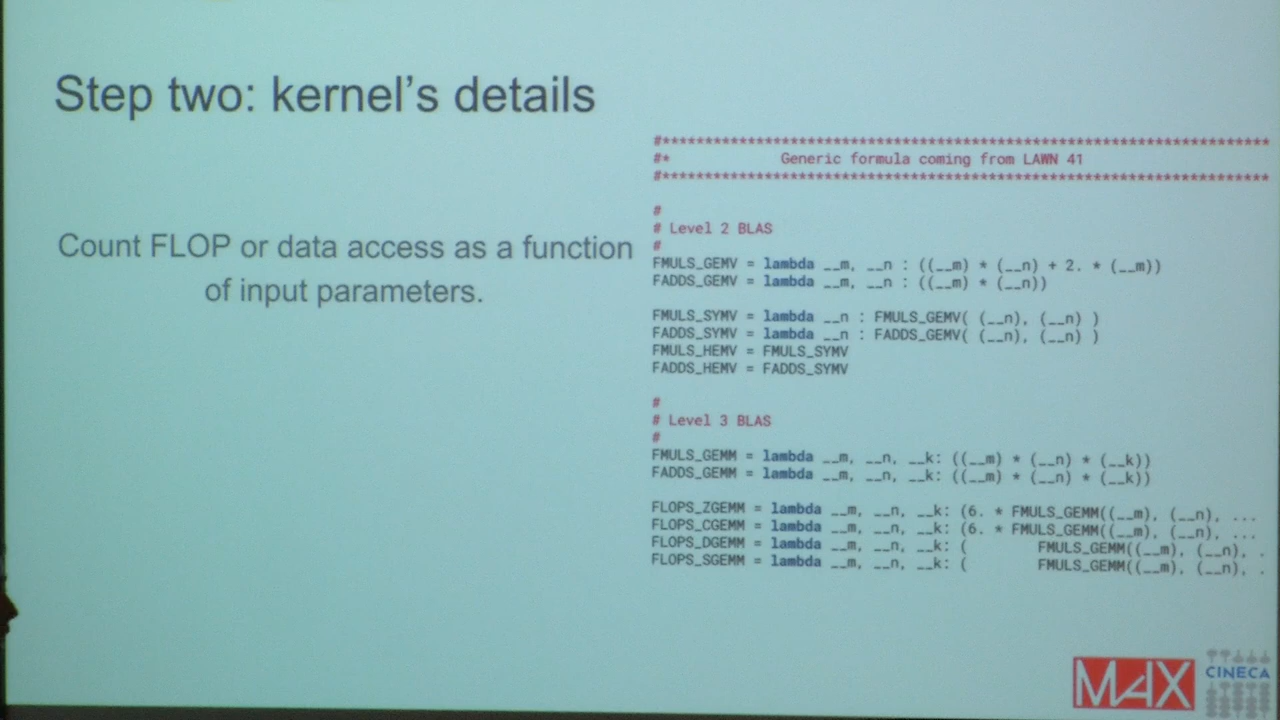 Step two: kernel's details
Count FLOP or data access as a function
of input parameters.
#*************************************************************************
#* Generic formula coming from LAWN 41
#*************************************************************************
#
# Level 2 BLAS
#
FMULS_GEMV = lambda __m, __n : ((__m) * (__n) + 2. * (__m))
FADDS_GEMV = lambda __m, __n : ((__m) * (__n))
FMULS_SYMV = lambda __n : FMULS_GEMV( (__n), (__n) )
FADDS_SYMV = lambda __n : FADDS_GEMV( (__n), (__n) )
FMULS_HEMV = FMULS_SYMV
FADDS_HEMV = FADDS_SYMV
#
# Level 3 BLAS
#
FMULS_GEMM = lambda __m, __n, __k: ((__m) * (__n) * (__k))
FADDS_GEMM = lambda __m, __n, __k: ((__m) * (__n) * (__k))
FLOPS_ZGEMM = lambda __m, __n, __k: (6. * FMULS_GEMM((__m), (__n), ...
FLOPS_CGEMM = lambda __m, __n, __k: (6. * FMULS_GEMM((__m), (__n), ...
FLOPS_DGEMM = lambda __m, __n, __k: ( FMULS_GEMM((__m), (__n), .
FLOPS_SGEMM = lambda __m, __n, __k: ( FMULS_GEMM((__m), (__n), .
MAX
CINECA